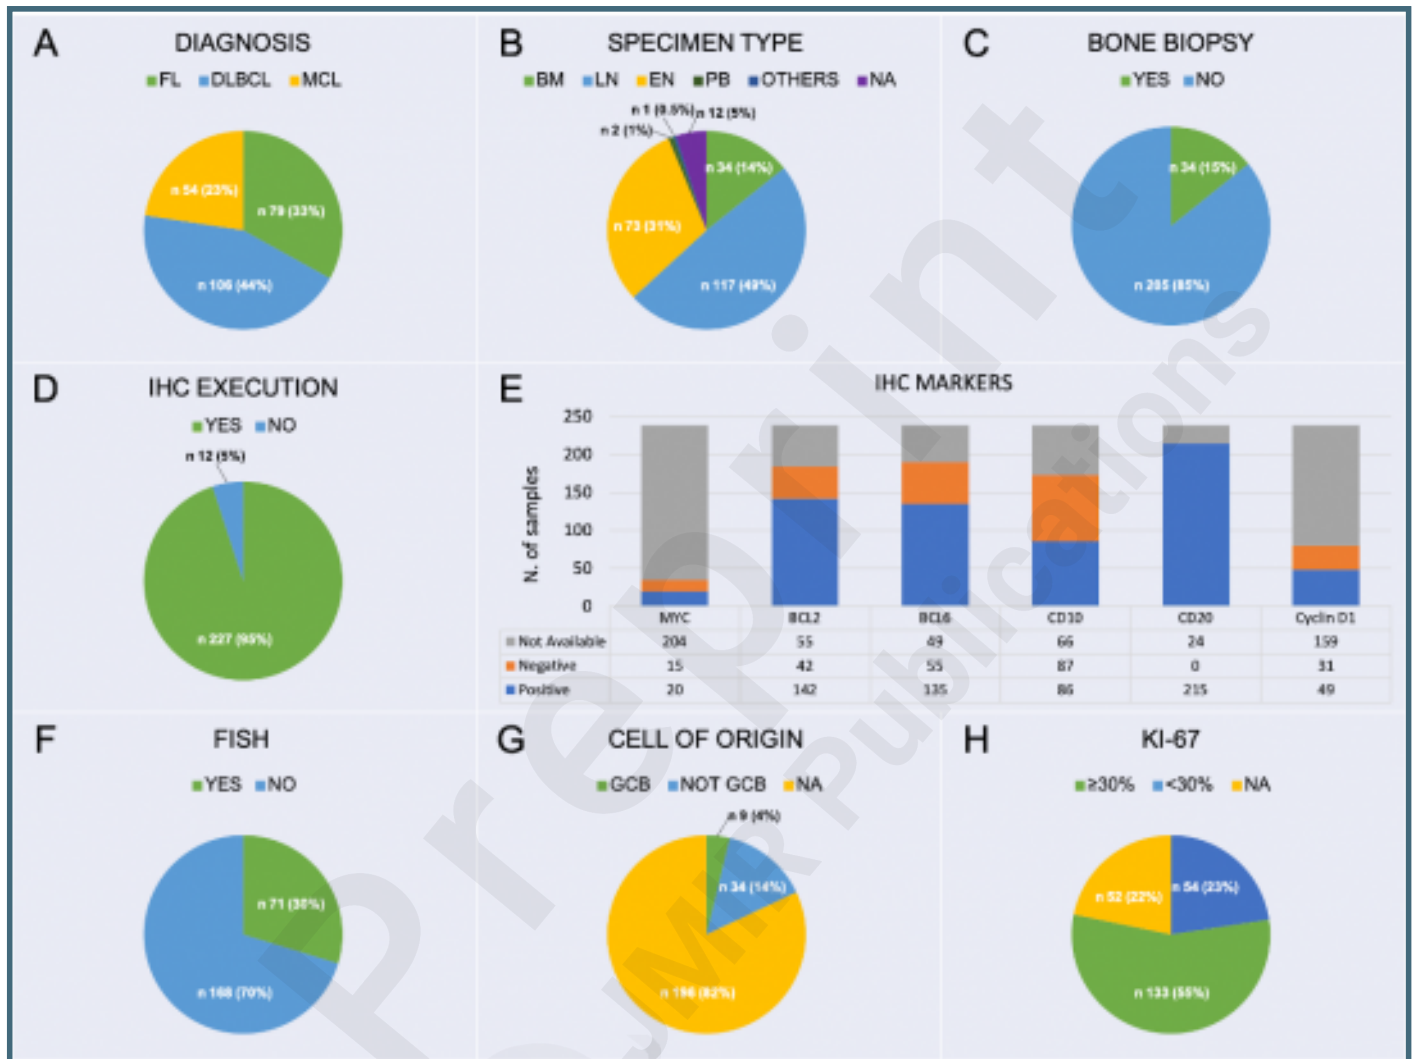 A DIAGNOSIS
FL DLBCL MCL
n 54 (23%)
n 79 (33%)
n 106 (44%)
B SPECIMEN TYPE
BM LN EN PB OTHERS NA
n 1 (0.5%) n 12 (5%)
n 2 (1%)
n 34 (14%)
n 73 (31%)
n 117 (49%)
C BONE BIOPSY
YES NO
n 34 (15%)
n 205 (85%)
D IHC EXECUTION
YES NO
n 12 (5%)
n 227 (95%)
E IHC MARKERS
N. of samples
250
200
150
100
50
0
MYC BCL2 BCL6 CD10 CD20 Cyclin D1
Not Available 204 55 49 66 24 159
Negative 15 42 55 87 0 31
Positive 20 142 135 86 215 49
F FISH
YES NO
n 71 (30%)
n 168 (70%)
G CELL OF ORIGIN
GCB NOT GCB NA
n 9 (4%)
n 34 (14%)
n 196 (82%)
H KI-67
≥30% <30% NA
n 52 (22%)
n 54 (23%)
n 133 (55%)
Preprint
JMIR Publications